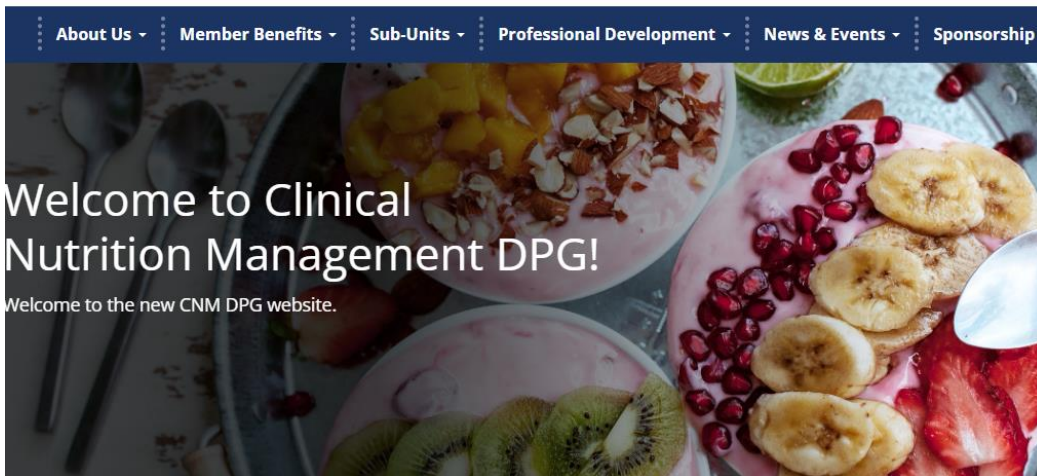 About Us Member Benefits Sub-Units Professional Development News & Events Sponsorship
Welcome to Clinical
Nutrition Management DPG!
Welcome to the new CNM DPG website.